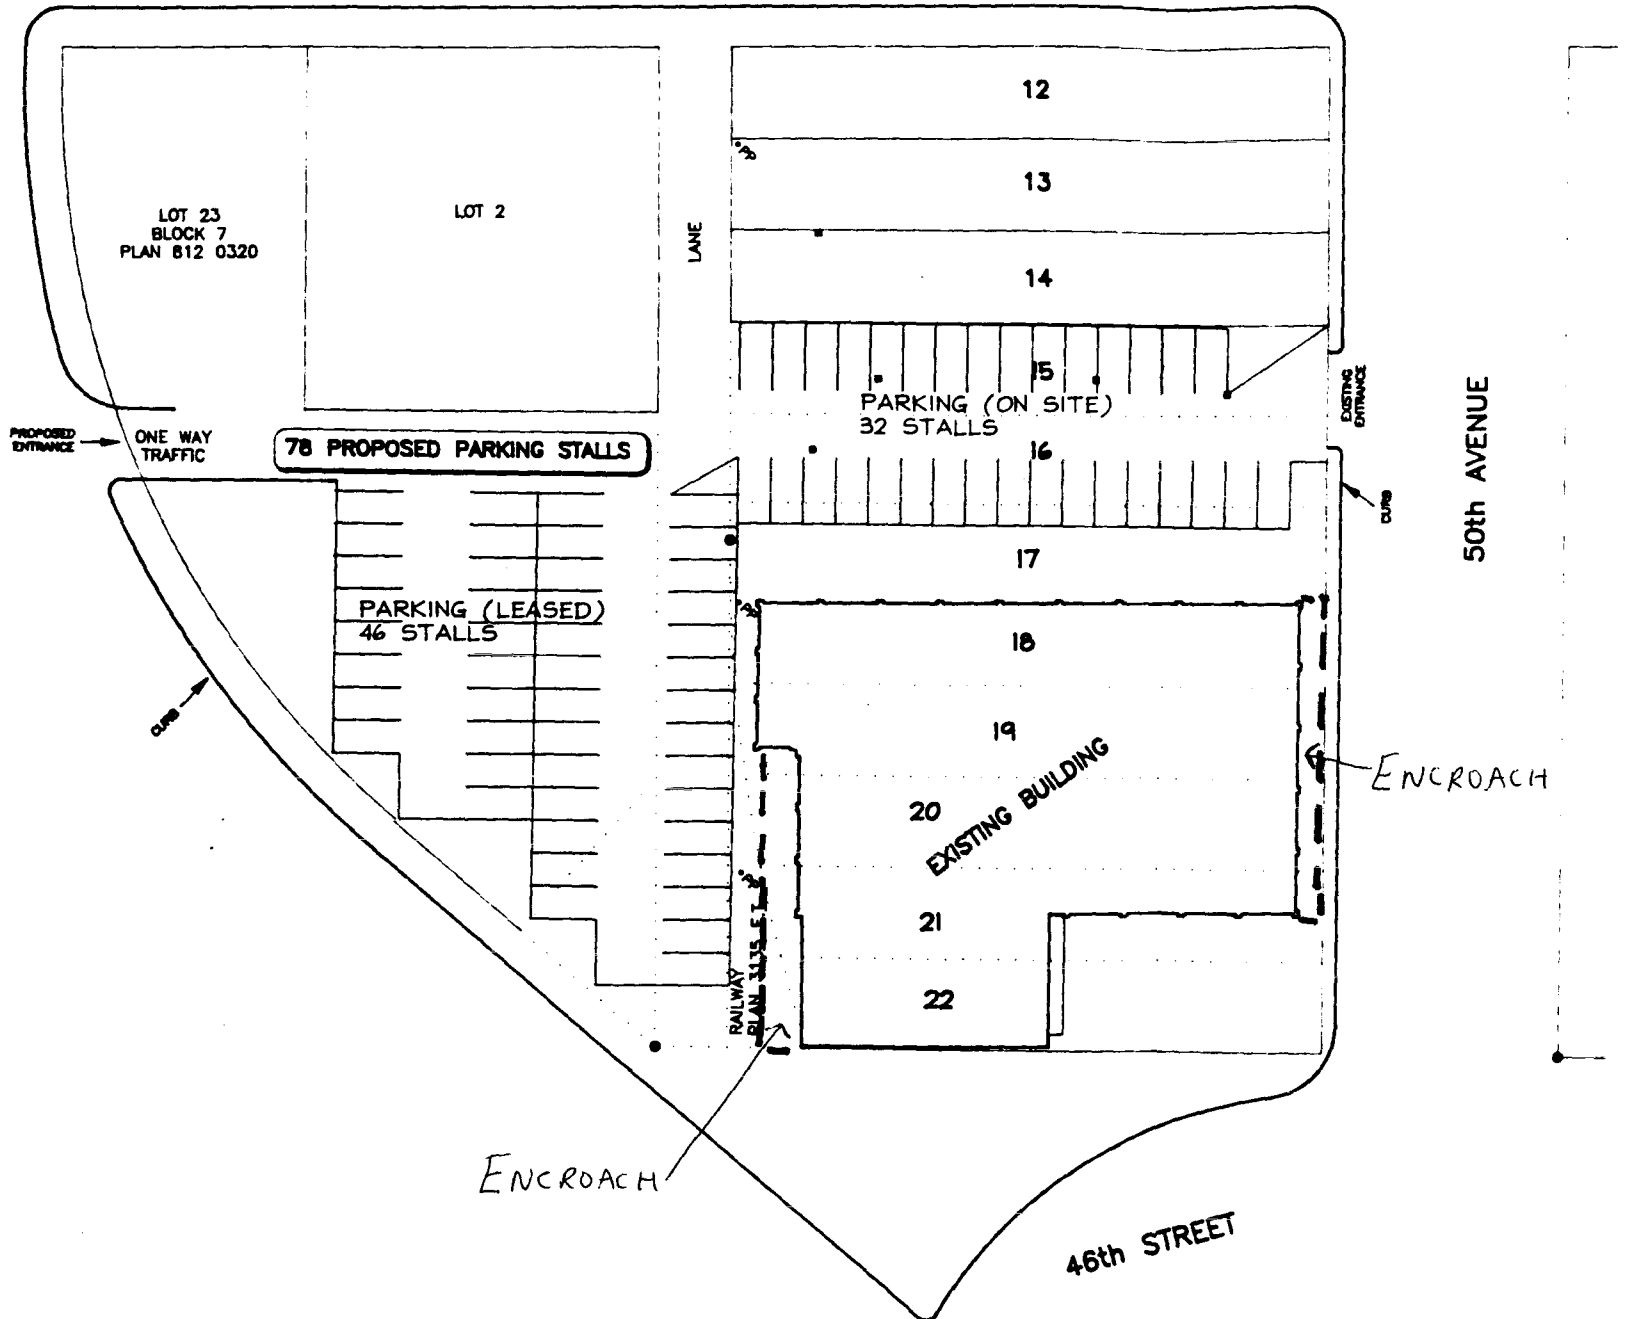 12
13
14
LOT 23
BLOCK 7
PLAN 812 0320
LOT 2
LANE
15
PARKING (ON SITE)
32 STALLS
16
EXISTING
ENTRANCE
50th AVENUE
PROPOSED
ENTRANCE
ONE WAY
TRAFFIC
78 PROPOSED PARKING STALLS
CURB
17
PARKING (LEASED)
46 STALLS
18
CURB
19
ENCROACH
20
EXISTING BUILDING
21
RAILWAY
PLAN 3135 E.T.
22
ENCROACH
46th STREET